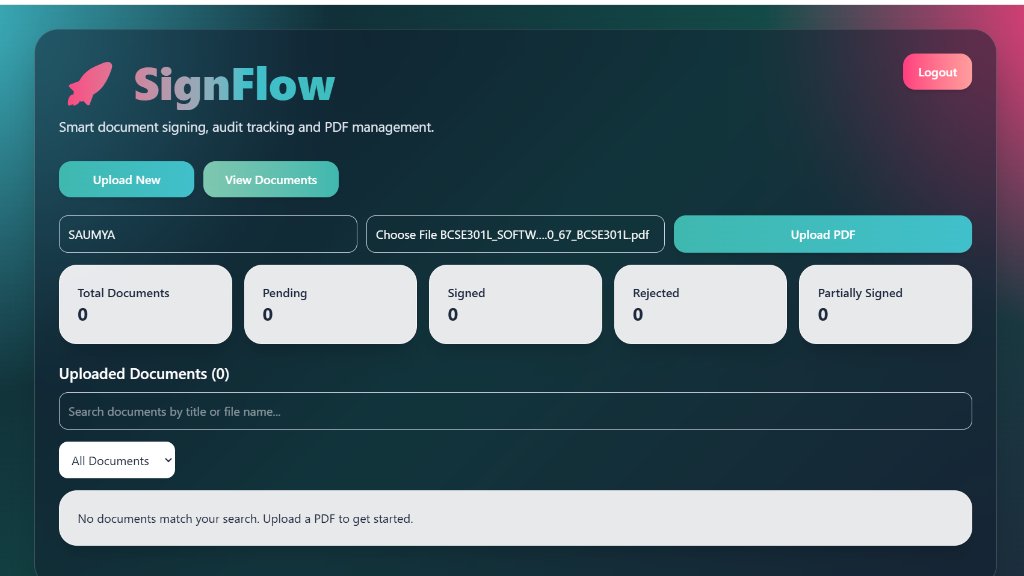 SignFlow
Logout
Smart document signing, audit tracking and PDF management.
Upload New
View Documents
SAUMYA
Choose File BCSE301L_SOFTW....0_67_BCSE301L.pdf
Upload PDF
Total Documents
0
Pending
0
Signed
0
Rejected
0
Partially Signed
0
Uploaded Documents (0)
Search documents by title or file name...
All Documents
No documents match your search. Upload a PDF to get started.